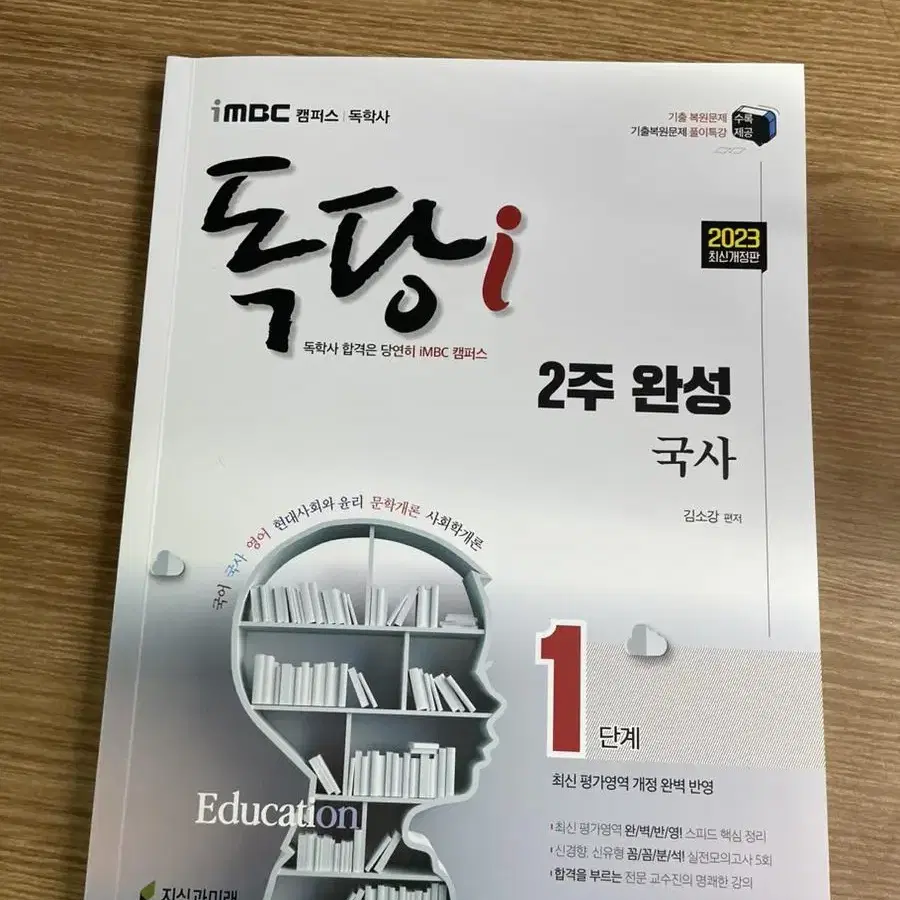 iMBC 캠퍼스 | 독학사
기출 복원문제 수록
기출복원문제 풀이특강 제공
독당i
독학사 합격은 당연히 iMBC 캠퍼스
2023
최신개정판
2주 완성
국사
김소강 편저
국어 국사 영어 현대사회와 윤리 문학개론 사회학개론
1단계
최신 평가영역 개정 완벽 반영
최신 평가영역 완/벽/반/영! 스피드 핵심 정리
신경향, 신유형 꼼/꼼/분/석! 실전모의고사 5회
합격을 부르는 전문 교수진의 명쾌한 강의
Education
지식과미래